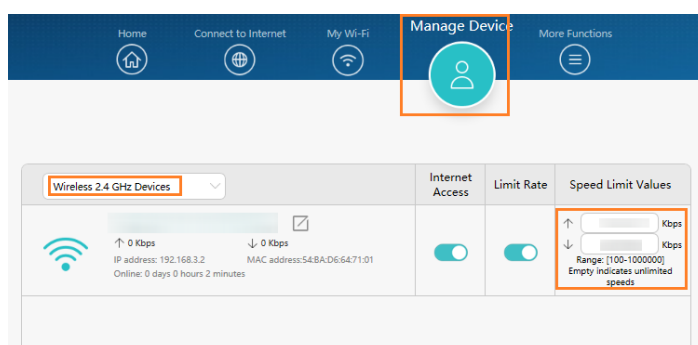 Home
Connect to Internet
My Wi-Fi
Manage Device
More Functions
Wireless 2.4 GHz Devices
Internet Access
Limit Rate
Speed Limit Values
↑ 0 Kbps
↓ 0 Kbps
IP address: 192.168.3.2
MAC address:54:BA:D6:64:71:01
Online: 0 days 0 hours 2 minutes
↑ Kbps
↓ Kbps
Range: [100-1000000]
Empty indicates unlimited
speeds